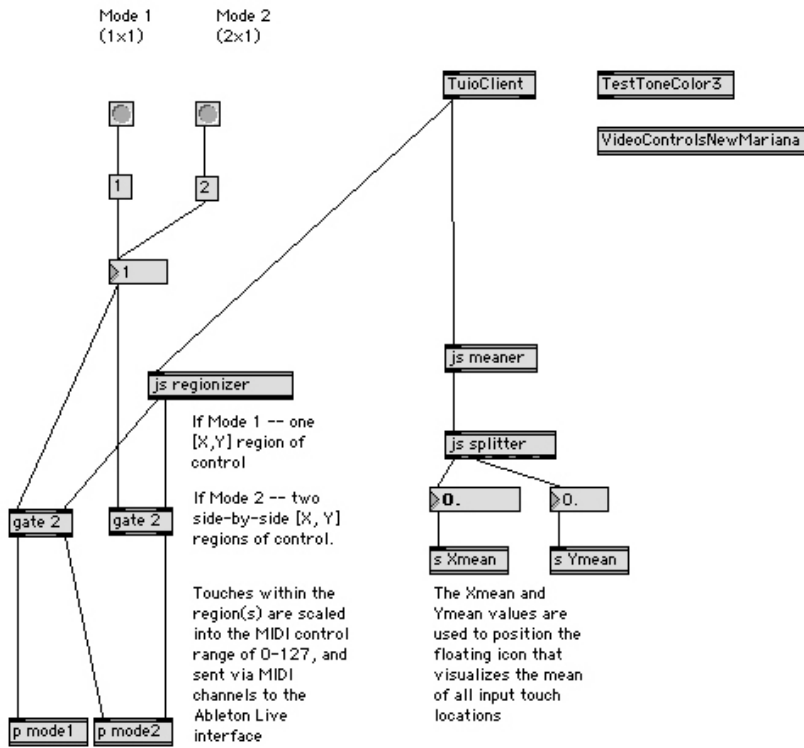 Mode 1
(1x1)
Mode 2
(2x1)
TuioClient
TestToneColor3
VideoControlsNewMariana
1
2
1
js meaner
js regionizer
If Mode 1 -- one
[X,Y] region of
control
js splitter
0.
0.
If Mode 2 -- two
side-by-side [X, Y]
regions of control.
gate 2
gate 2
s Xmean
s Ymean
Touches within the
region(s) are scaled
into the MIDI control
range of 0-127, and
sent via MIDI
channels to the
Ableton Live
interface
The Xmean and
Ymean values are
used to position the
floating icon that
visualizes the mean
of all input touch
locations
p mode1
p mode2